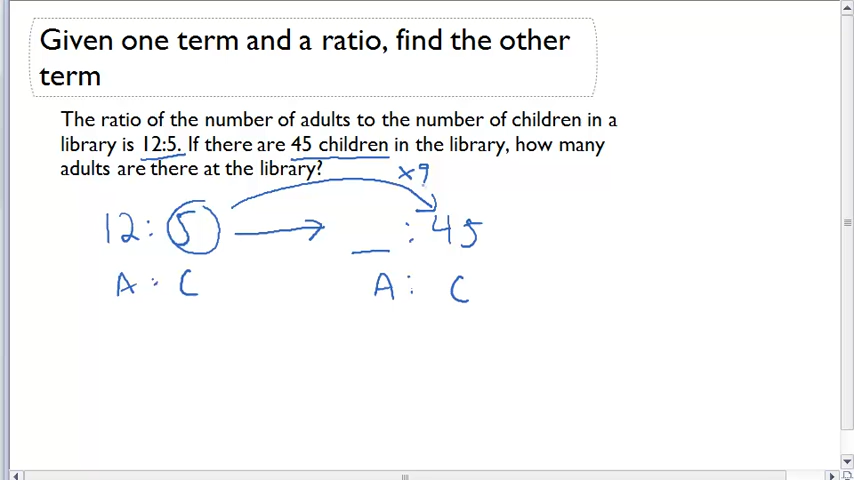 Given one term and a ratio, find the other
term
The ratio of the number of adults to the number of children in a
library is 12:5. If there are 45 children in the library, how many
adults are there at the library?
x9
12:5 → __:45
A:C A:C